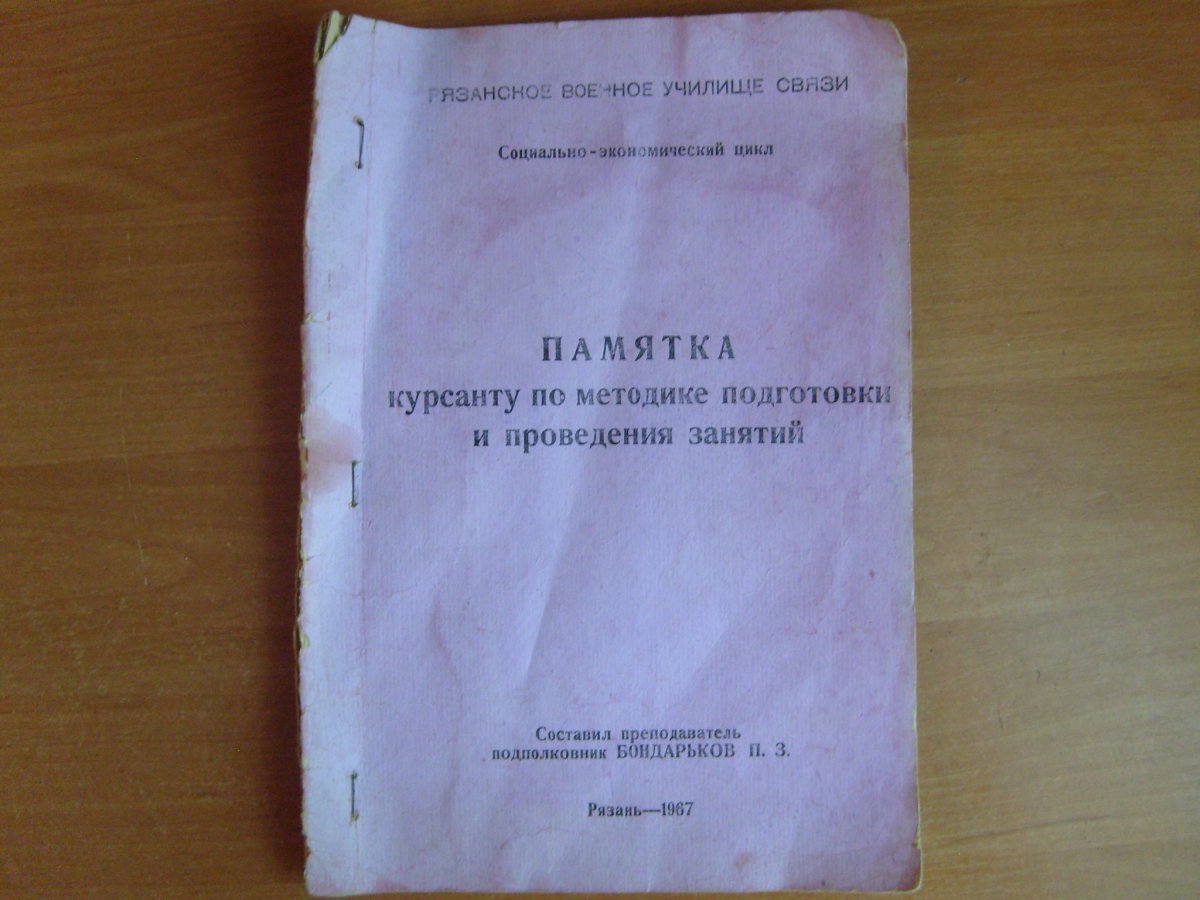 РЯЗАНСКОЕ ВОЕННОЕ УЧИЛИЩЕ СВЯЗИ
Социально-экономический цикл
ПАМЯТКА
курсанту по методике подготовки
и проведения занятий
Составил преподаватель
подполковник БОНДАРЬКОВ П. З.
Рязань—1967